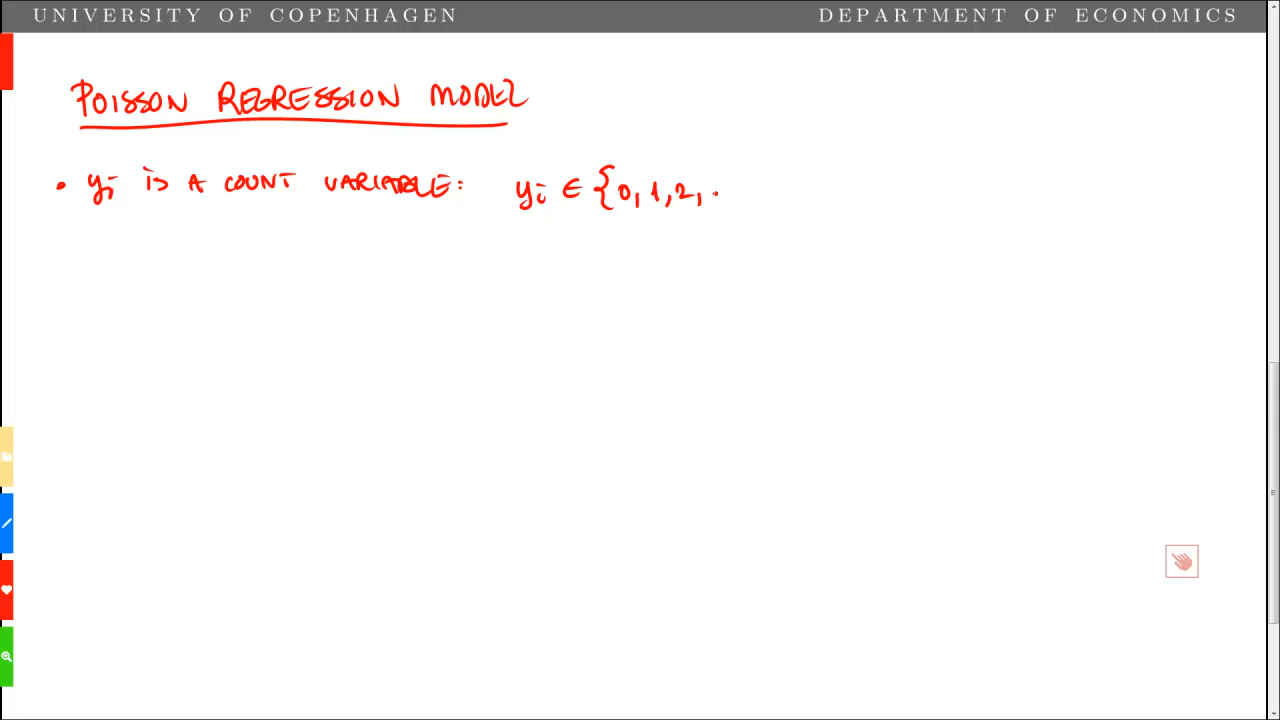 UNIVERSITY OF COPENHAGEN DEPARTMENT OF ECONOMICS
POISSON REGRESSION MODEL
• yi IS A COUNT VARIABLE: yi ∈ {0, 1, 2, .